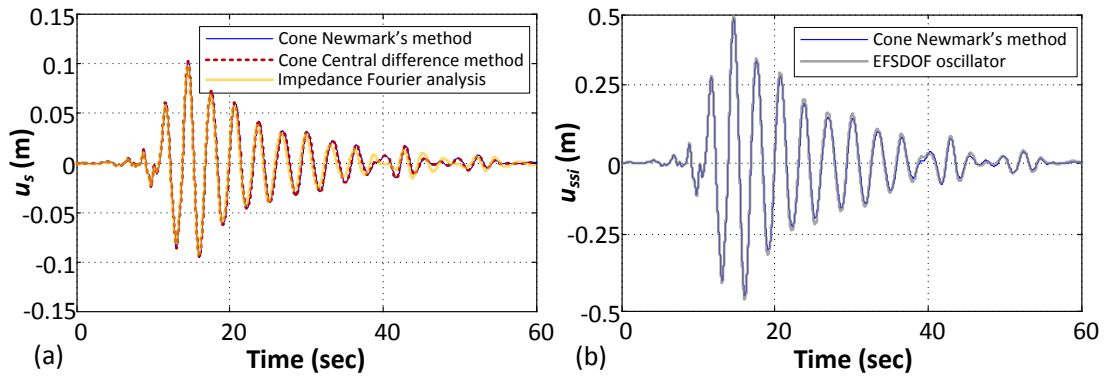 0.15
0.1
0.05
0
-0.05
-0.1
-0.15
us (m)
Cone Newmark's method
Cone Central difference method
Impedance Fourier analysis
0 20 40 60
(a)
Time (sec)
0.5
0.25
0
-0.25
-0.5
ussi (m)
Cone Newmark's method
EFSDOF oscillator
0 20 40 60
(b)
Time (sec)